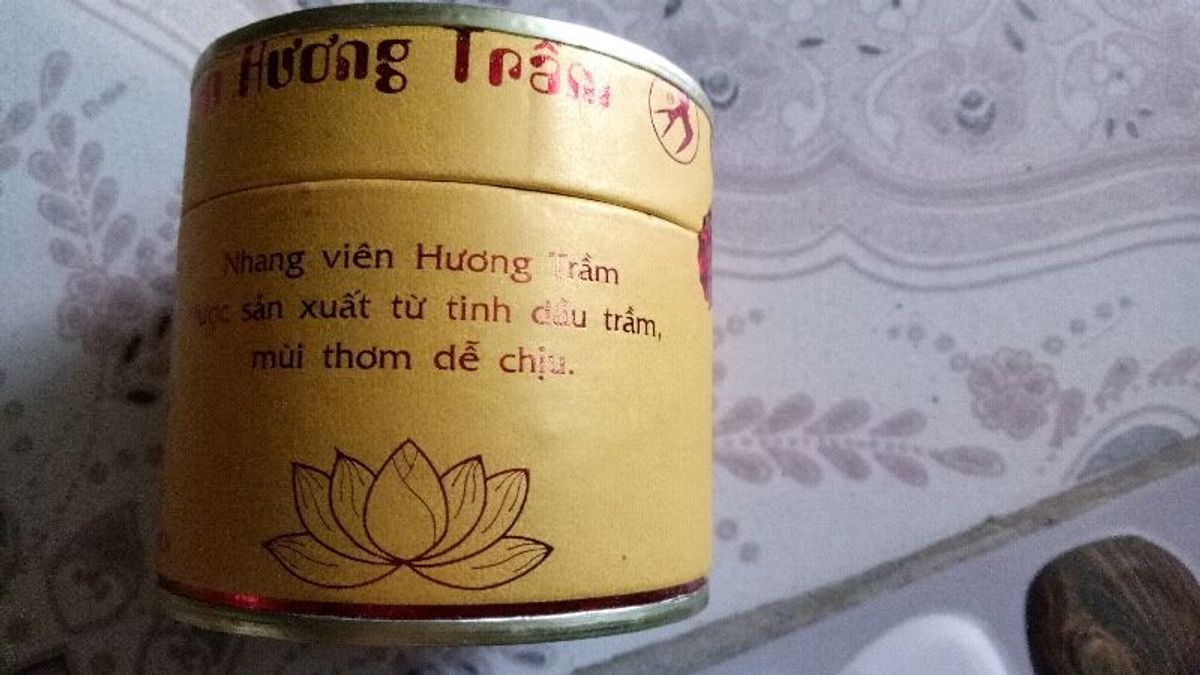 Hương Trầm
Nhang viên Hương Trầm
sản xuất từ tinh dầu trầm,
mùi thơm dễ chịu.